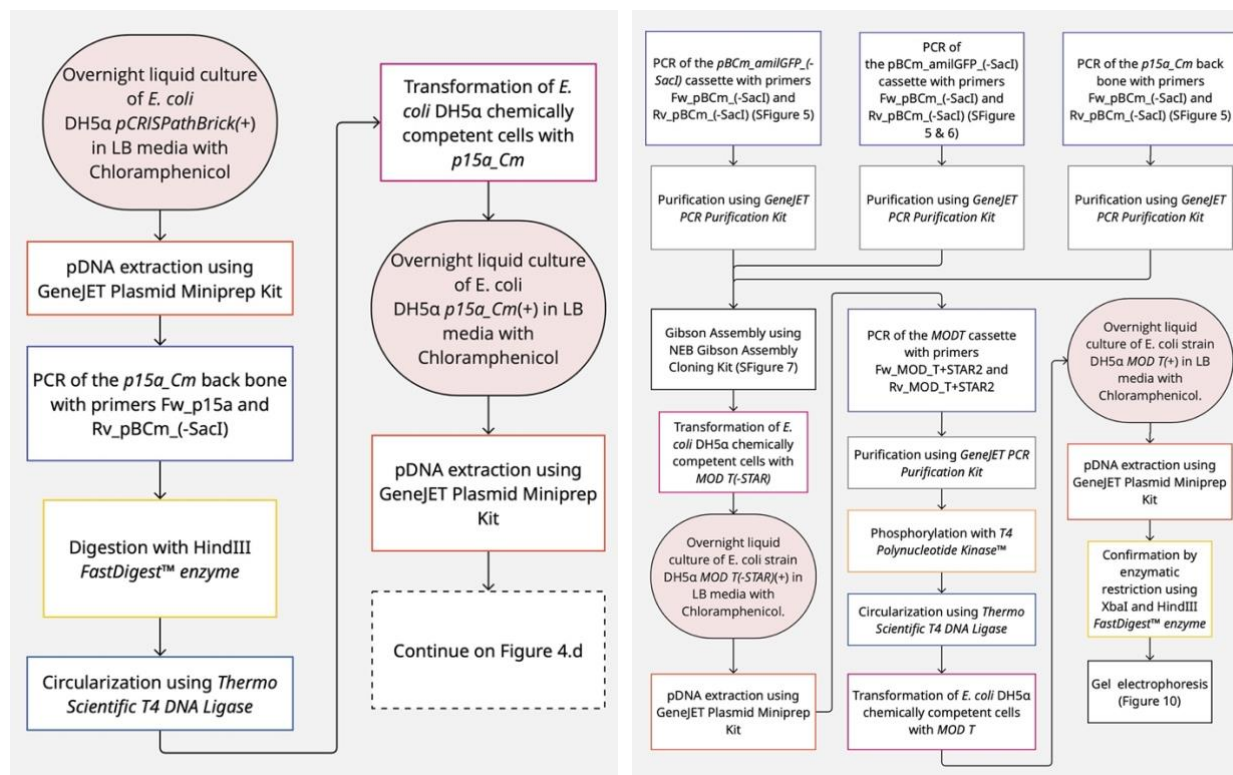 Overnight liquid culture
of E. coli
DH5α pCRISPathBrick(+)
in LB media with
Chloramphenicol
pDNA extraction using
GeneJET Plasmid Miniprep Kit
PCR of the p15a_Cm back bone
with primers Fw_p15a and
Rv_pBCm_(-SacI)
Digestion with HindIII
FastDigest™ enzyme
Circularization using Thermo
Scientific T4 DNA Ligase
Transformation of E.
coli DH5α chemically
competent cells with
p15a_Cm
Overnight liquid culture
of E. coli
DH5α p15a_Cm(+) in LB
media with
Chloramphenicol
pDNA extraction using
GeneJET Plasmid Miniprep
Kit
Continue on Figure 4.d
PCR of the pBCm_amilGFP_(-
SacI) cassette with primers
Fw_pBCm_(-SacI) and
Rv_pBCm_(-SacI) (SFigure 5)
Purification using GeneJET
PCR Purification Kit
PCR of
the pBCm_amilGFP_(-SacI)
cassette with primers
Fw_pBCm_(-SacI) and
Rv_pBCm_(-SacI) (SFigure
5 & 6)
Purification using GeneJET
PCR Purification Kit
PCR of the p15a_Cm back
bone with primers
Fw_pBCm_(-SacI) and
Rv_pBCm_(-SacI) (SFigure 5)
Purification using GeneJET
PCR Purification Kit
Gibson Assembly using
NEB Gibson Assembly
Cloning Kit (SFigure 7)
Transformation of E.
coli DH5α chemically
competent cells with
MOD T(-STAR)
Overnight liquid
culture of E. coli strain
DH5α MOD T(-STAR)(+) in
LB media with
Chloramphenicol.
pDNA extraction using
GeneJET Plasmid Miniprep
Kit
PCR of the MODT cassette
with primers
Fw_MOD_T+STAR2 and
Rv_MOD_T+STAR2
Purification using GeneJET PCR
Purification Kit
Phosphorylation with T4
Polynucleotide Kinase™
Circularization using Thermo
Scientific T4 DNA Ligase
Transformation of E. coli DH5α
chemically competent cells
with MOD T
Overnight liquid
culture of E. coli strain
DH5α MOD T(+) in LB
media with
Chloramphenicol.
pDNA extraction using
GeneJET Plasmid Miniprep
Kit
Confirmation by
enzymatic
restriction using
XbaI and HindIII
FastDigest™ enzyme
Gel electrophoresis
(Figure 10)